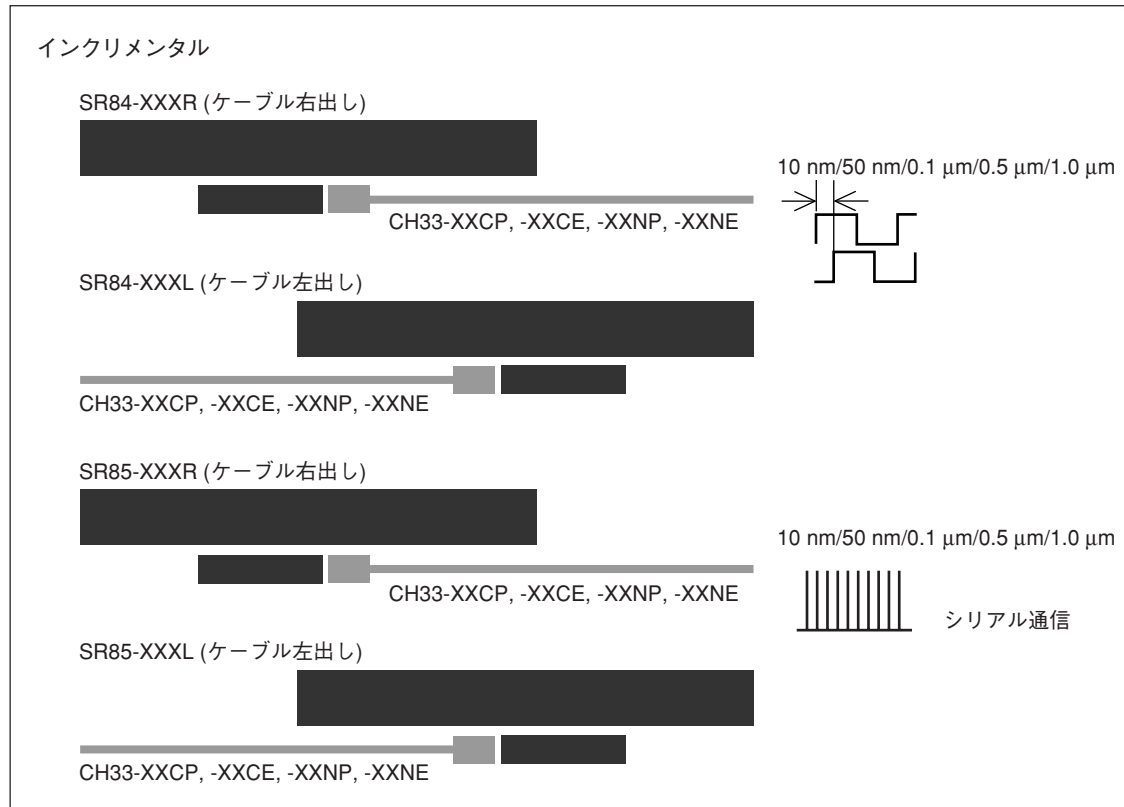 インクリメンタル
SR84-XXXR (ケーブル右出し)
10 nm/50 nm/0.1 μm/0.5 μm/1.0 μm
CH33-XXCP, -XXCE, -XXNP, -XXNE
SR84-XXXL (ケーブル左出し)
CH33-XXCP, -XXCE, -XXNP, -XXNE
SR85-XXXR (ケーブル右出し)
10 nm/50 nm/0.1 μm/0.5 μm/1.0 μm
CH33-XXCP, -XXCE, -XXNP, -XXNE
シリアル通信
SR85-XXXL (ケーブル左出し)
CH33-XXCP, -XXCE, -XXNP, -XXNE